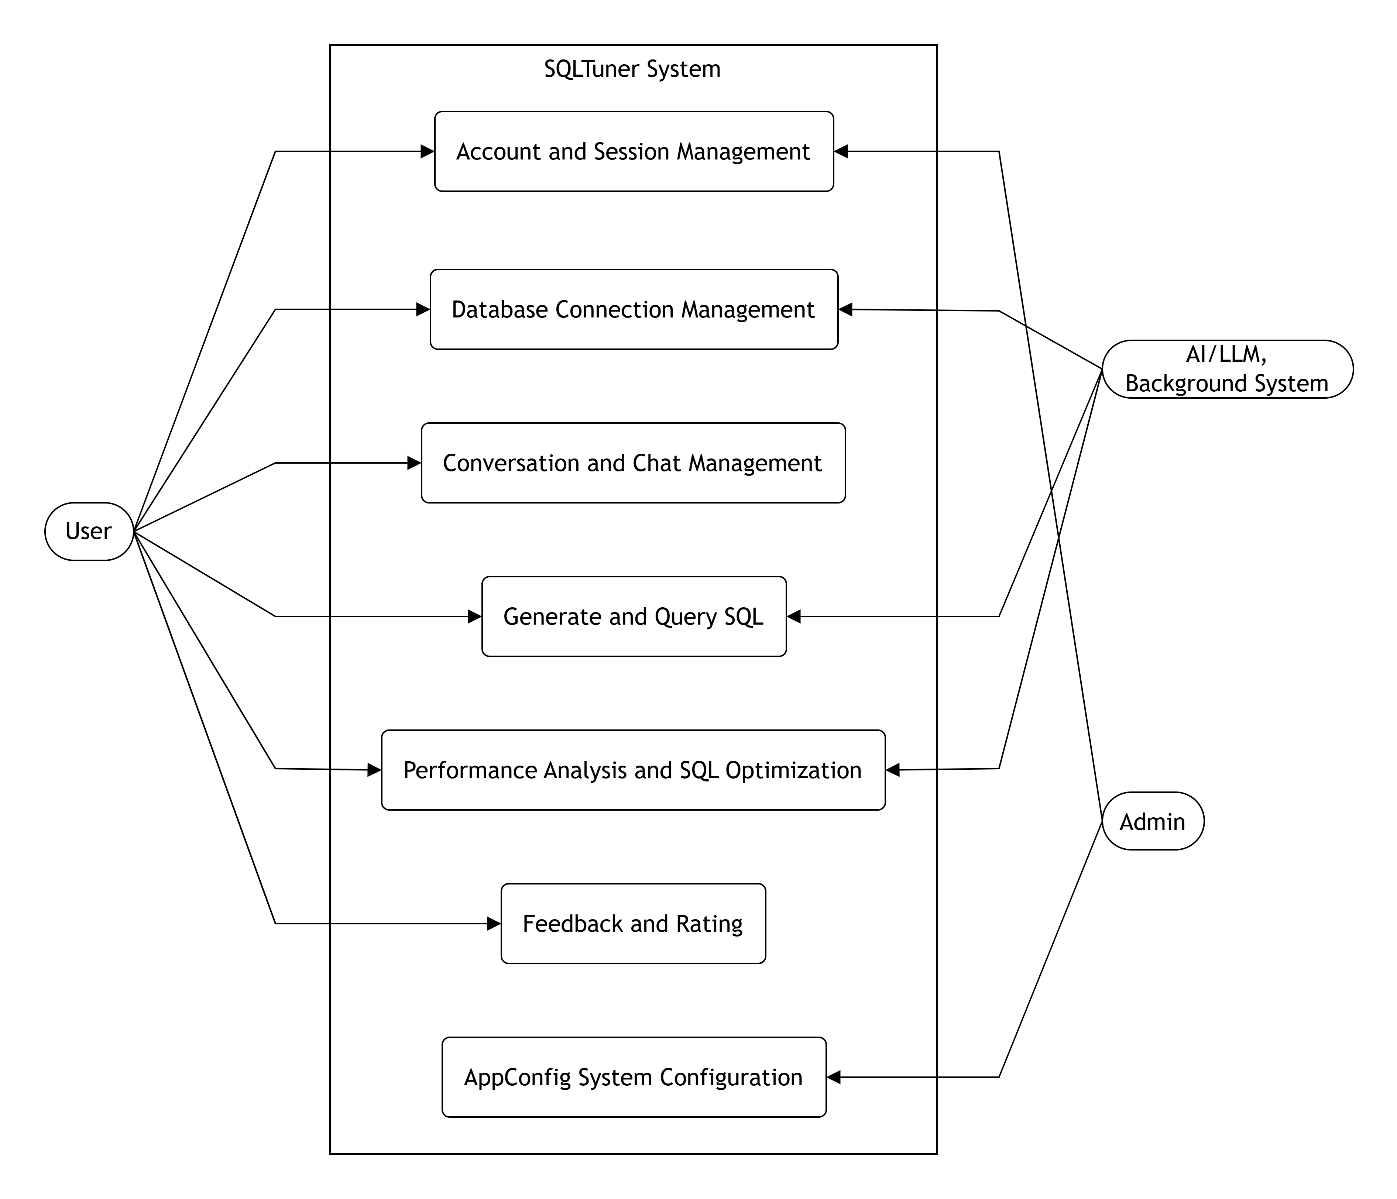 SQLTuner System
Account and Session Management
Database Connection Management
AI/LLM,
Background System
Conversation and Chat Management
User
Generate and Query SQL
Performance Analysis and SQL Optimization
Admin
Feedback and Rating
AppConfig System Configuration